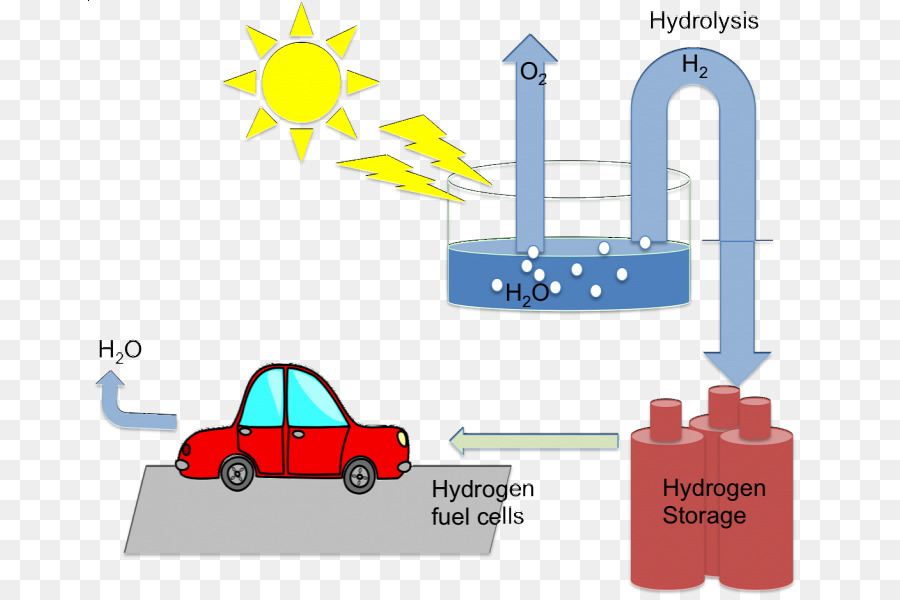 Hydrolysis
H₂
O₂
H₂O
H₂O
Hydrogen
fuel cells
Hydrogen
Storage